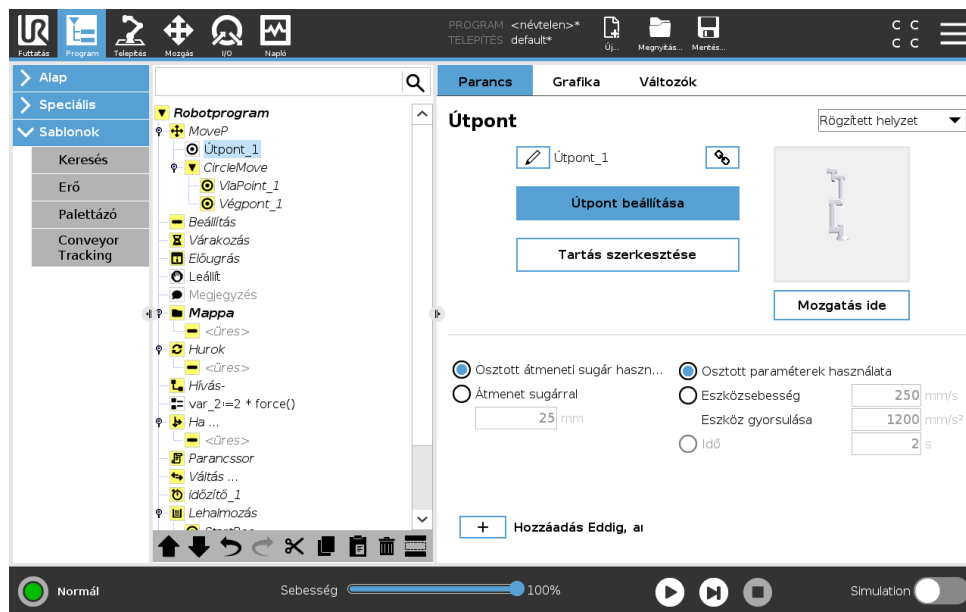 UR
Futtatás
Program
Telepítés
Mozgás
I/O
Napló
PROGRAM <névtelen>*
TELEPÍTÉS default*
Új...
Megnyitás...
Mentés...
C C
C C
Alap
Speciális
Sablonok
Keresés
Erő
Palettázó
Conveyor
Tracking
Robotprogram
MoveP
Útpont_1
CircleMove
ViaPoint_1
Végpont_1
Beállítás
Várakozás
Előugrás
Leállít
Megjegyzés
Mappa
<üres>
Hurok
<üres>
Hívás-
var_2:=2 * force()
Ha ...
<üres>
Parancssor
Váltás ...
időzítő_1
Lehalmozás
Parancs
Grafika
Változók
Útpont
Rögzített helyzet
Útpont_1
Útpont beállítása
Tartás szerkesztése
Mozgatás ide
Osztott átmeneti sugár haszn...
Átmenet sugárral
25 mm
Osztott paraméterek használata
Eszközsebesség
250 mm/s
Eszköz gyorsulása
1200 mm/s²
Idő
2 s
+ Hozzáadás Eddig, ai
Normál
Sebesség
100%
Simulation